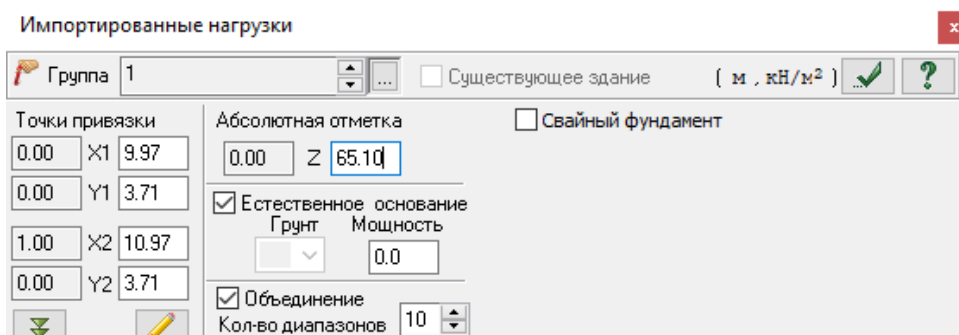 Импортированные нагрузки x
Группа 1 ... Существующее здание ( м , кН/м² ) ?
Точки привязки Абсолютная отметка Свайный фундамент
0.00 X1 9.97 0.00 Z 65.10
0.00 Y1 3.71 Естественное основание
Грунт Мощность
1.00 X2 10.97 0.0
0.00 Y2 3.71 Объединение
Кол-во диапазонов 10